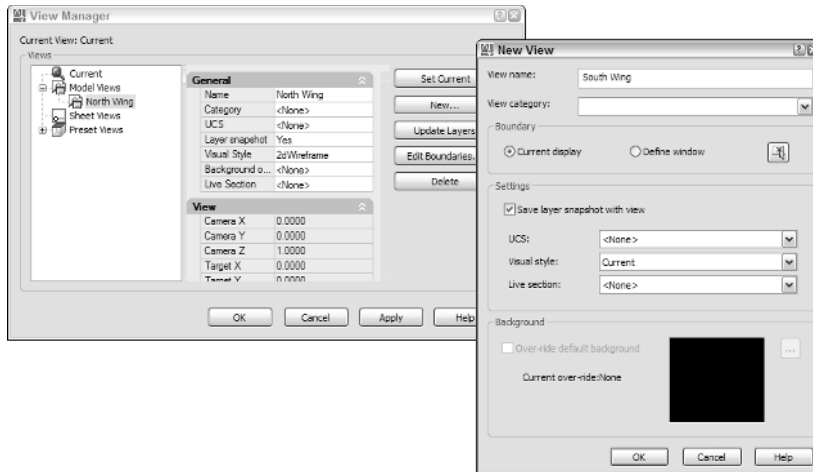 View Manager
Current View: Current
Views
Current
Model Views
North Wing
Sheet Views
Preset Views
General
Name North Wing
Category <None>
UCS <None>
Layer snapshot Yes
Visual Style 2dWireframe
Background o... <None>
Live Section <None>
View
Camera X 0.0000
Camera Y 0.0000
Camera Z 1.0000
Target X 0.0000
Target Y 0.0000
Set Current
New...
Update Layers
Edit Boundaries.
Delete
OK Cancel Apply Help
New View
View name: South Wing
View category:
Boundary
Current display Define window
Settings
Save layer snapshot with view
UCS: <None>
Visual style: Current
Live section: <None>
Background
Over-ride default background
...
Current over-ride:None
OK Cancel Help